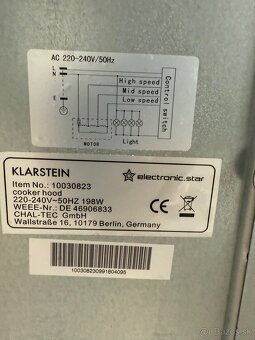 AC 220-240V/50Hz
L
N
E
High speed
Mid speed
Low speed
Control switch
MOTOR
Light
KLARSTEIN
electronic.star
Item No.: 10030823
cooker hood
220-240V~50HZ 198W
WEEE-Nr.: DE 46906833
CHAL-TEC GmbH
Wallstraße 16, 10179 Berlin, Germany
CE
100308230991804095